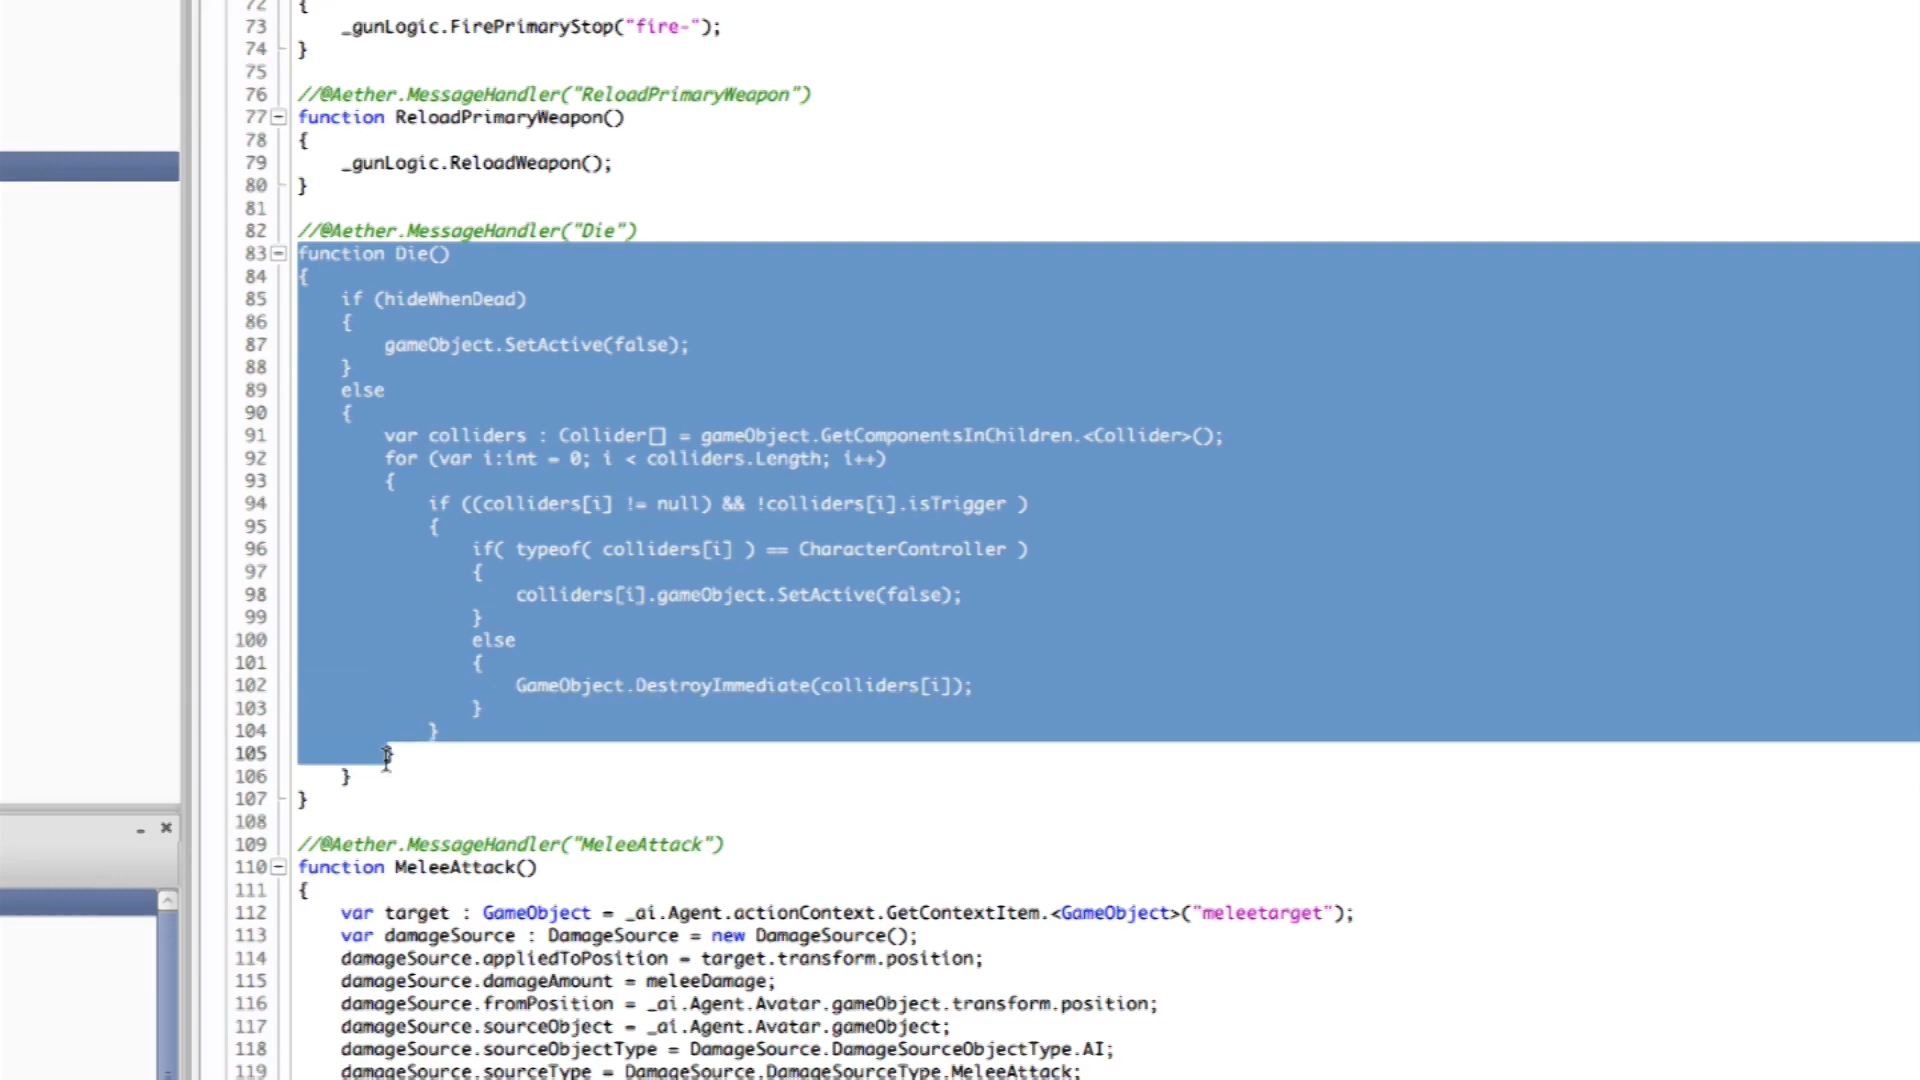 72 {
73 _gunLogic.FirePrimaryStop("fire-");
74 }
75
76 //@Aether.MessageHandler("ReloadPrimaryWeapon")
77 function ReloadPrimaryWeapon()
78 {
79 _gunLogic.ReloadWeapon();
80 }
81
82 //@Aether.MessageHandler("Die")
83 function Die()
84 {
85 if (hideWhenDead)
86 {
87 gameObject.SetActive(false);
88 }
89 else
90 {
91 var colliders : Collider[] = gameObject.GetComponentsInChildren.<Collider>();
92 for (var i:int = 0; i < colliders.Length; i++)
93 {
94 if ((colliders[i] != null) && !colliders[i].isTrigger )
95 {
96 if( typeof( colliders[i] ) == CharacterController )
97 {
98 colliders[i].gameObject.SetActive(false);
99 }
100 else
101 {
102 GameObject.DestroyImmediate(colliders[i]);
103 }
104 }
105 }
106 }
107 }
108
109 //@Aether.MessageHandler("MeleeAttack")
110 function MeleeAttack()
111 {
112 var target : GameObject = _ai.Agent.actionContext.GetContextItem.<GameObject>("meleetarget");
113 var damageSource : DamageSource = new DamageSource();
114 damageSource.appliedToPosition = target.transform.position;
115 damageSource.damageAmount = meleeDamage;
116 damageSource.fromPosition = _ai.Agent.Avatar.gameObject.transform.position;
117 damageSource.sourceObject = _ai.Agent.Avatar.gameObject;
118 damageSource.sourceObjectType = DamageSource.DamageSourceObjectType.AI;
119 damageSource.sourceType = DamageSource.DamageSourceType.MeleeAttack;